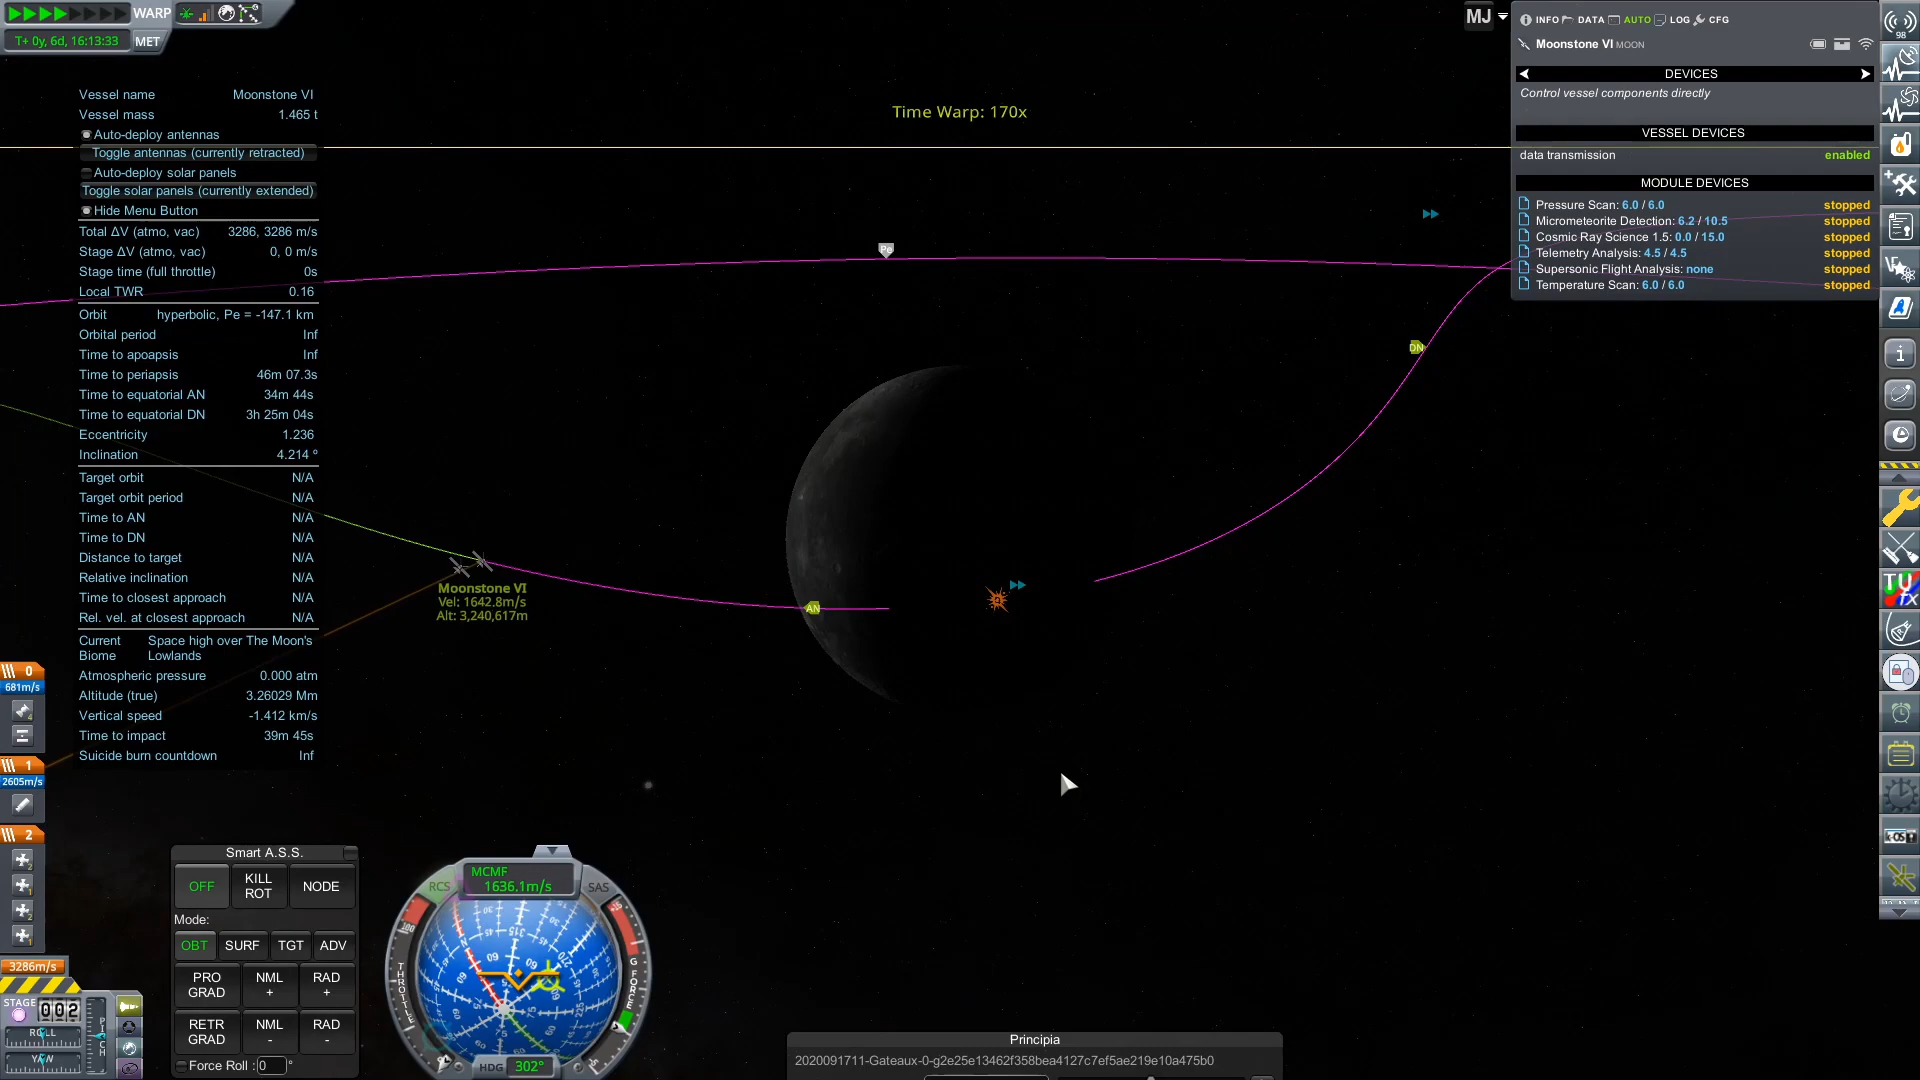 WARP
T+ 0y, 6d, 16:13:33 MET
Vessel name Moonstone VI
Vessel mass 1.465 t
Auto-deploy antennas
Toggle antennas (currently retracted)
Auto-deploy solar panels
Toggle solar panels (currently extended)
Hide Menu Button
Total ΔV (atmo, vac) 3286, 3286 m/s
Stage ΔV (atmo, vac) 0, 0 m/s
Stage time (full throttle) 0s
Local TWR 0.16
Orbit hyperbolic, Pe = -147.1 km
Orbital period Inf
Time to apoapsis Inf
Time to periapsis 46m 07.3s
Time to equatorial AN 34m 44s
Time to equatorial DN 3h 25m 04s
Eccentricity 1.236
Inclination 4.214 º
Target orbit N/A
Target orbit period N/A
Time to AN N/A
Time to DN N/A
Distance to target N/A
Relative inclination N/A
Time to closest approach N/A
Rel. vel. at closest approach N/A
Current Biome Space high over The Moon's Lowlands
Atmospheric pressure 0.000 atm
Altitude (true) 3.26029 Mm
Vertical speed -1.412 km/s
Time to impact 39m 45s
Suicide burn countdown Inf
Time Warp: 170x
Pe
DN
AN
Moonstone VI
Vel: 1642.8m/s
Alt: 3,240,617m
MJ
INFO DATA AUTO LOG CFG
Moonstone VI MOON
DEVICES
Control vessel components directly
VESSEL DEVICES
data transmission enabled
MODULE DEVICES
Pressure Scan: 6.0 / 6.0 stopped
Micrometeorite Detection: 6.2 / 10.5 stopped
Cosmic Ray Science 1.5: 0.0 / 15.0 stopped
Telemetry Analysis: 4.5 / 4.5 stopped
Supersonic Flight Analysis: none stopped
Temperature Scan: 6.0 / 6.0 stopped
98
TU fx
kOS
0
681m/s
1
2605m/s
2
3286m/s
STAGE 002
ROLL
YAW
PITCH
Smart A.S.S.
OFF KILL ROT NODE
Mode:
OBT SURF TGT ADV
PRO GRAD NML + RAD +
RETR GRAD NML - RAD -
Force Roll : 0 °
MCMF
1636.1m/s
RCS SAS
THROTTLE
G FORCE
HDG 302°
Principia
2020091711-Gateaux-0-g2e25e13462f358bea4127c7ef5ae219e10a475b0